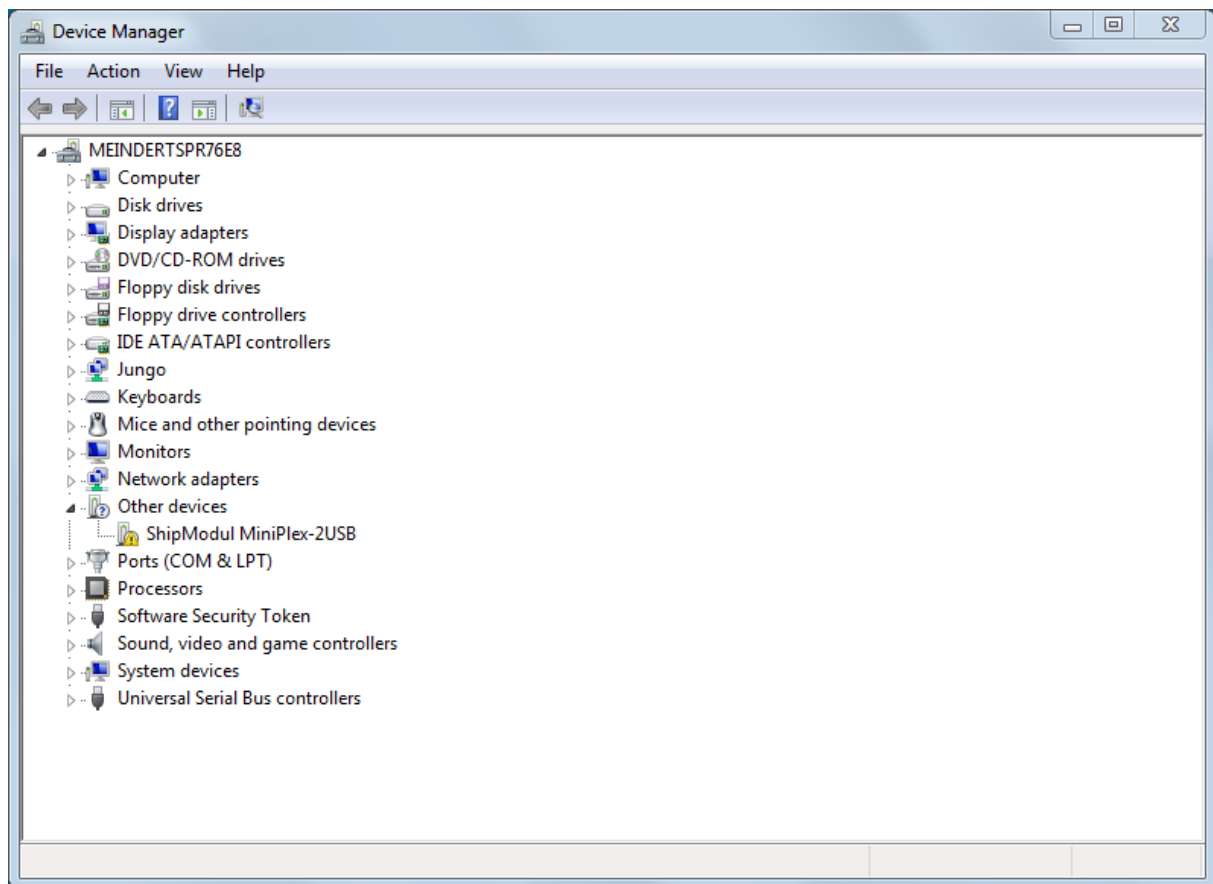 Device Manager
File Action View Help
MEINDERTSPR76E8
Computer
Disk drives
Display adapters
DVD/CD-ROM drives
Floppy disk drives
Floppy drive controllers
IDE ATA/ATAPI controllers
Jungo
Keyboards
Mice and other pointing devices
Monitors
Network adapters
Other devices
ShipModul MiniPlex-2USB
Ports (COM & LPT)
Processors
Software Security Token
Sound, video and game controllers
System devices
Universal Serial Bus controllers